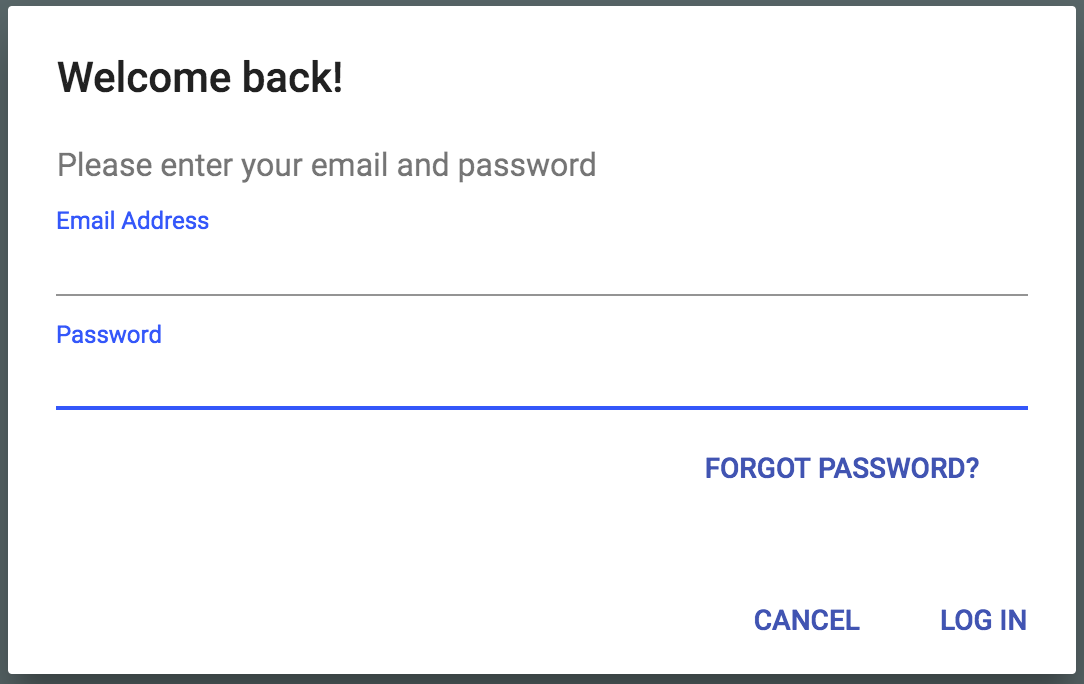 Welcome back!
Please enter your email and password
Email Address
Password
FORGOT PASSWORD?
CANCEL LOG IN